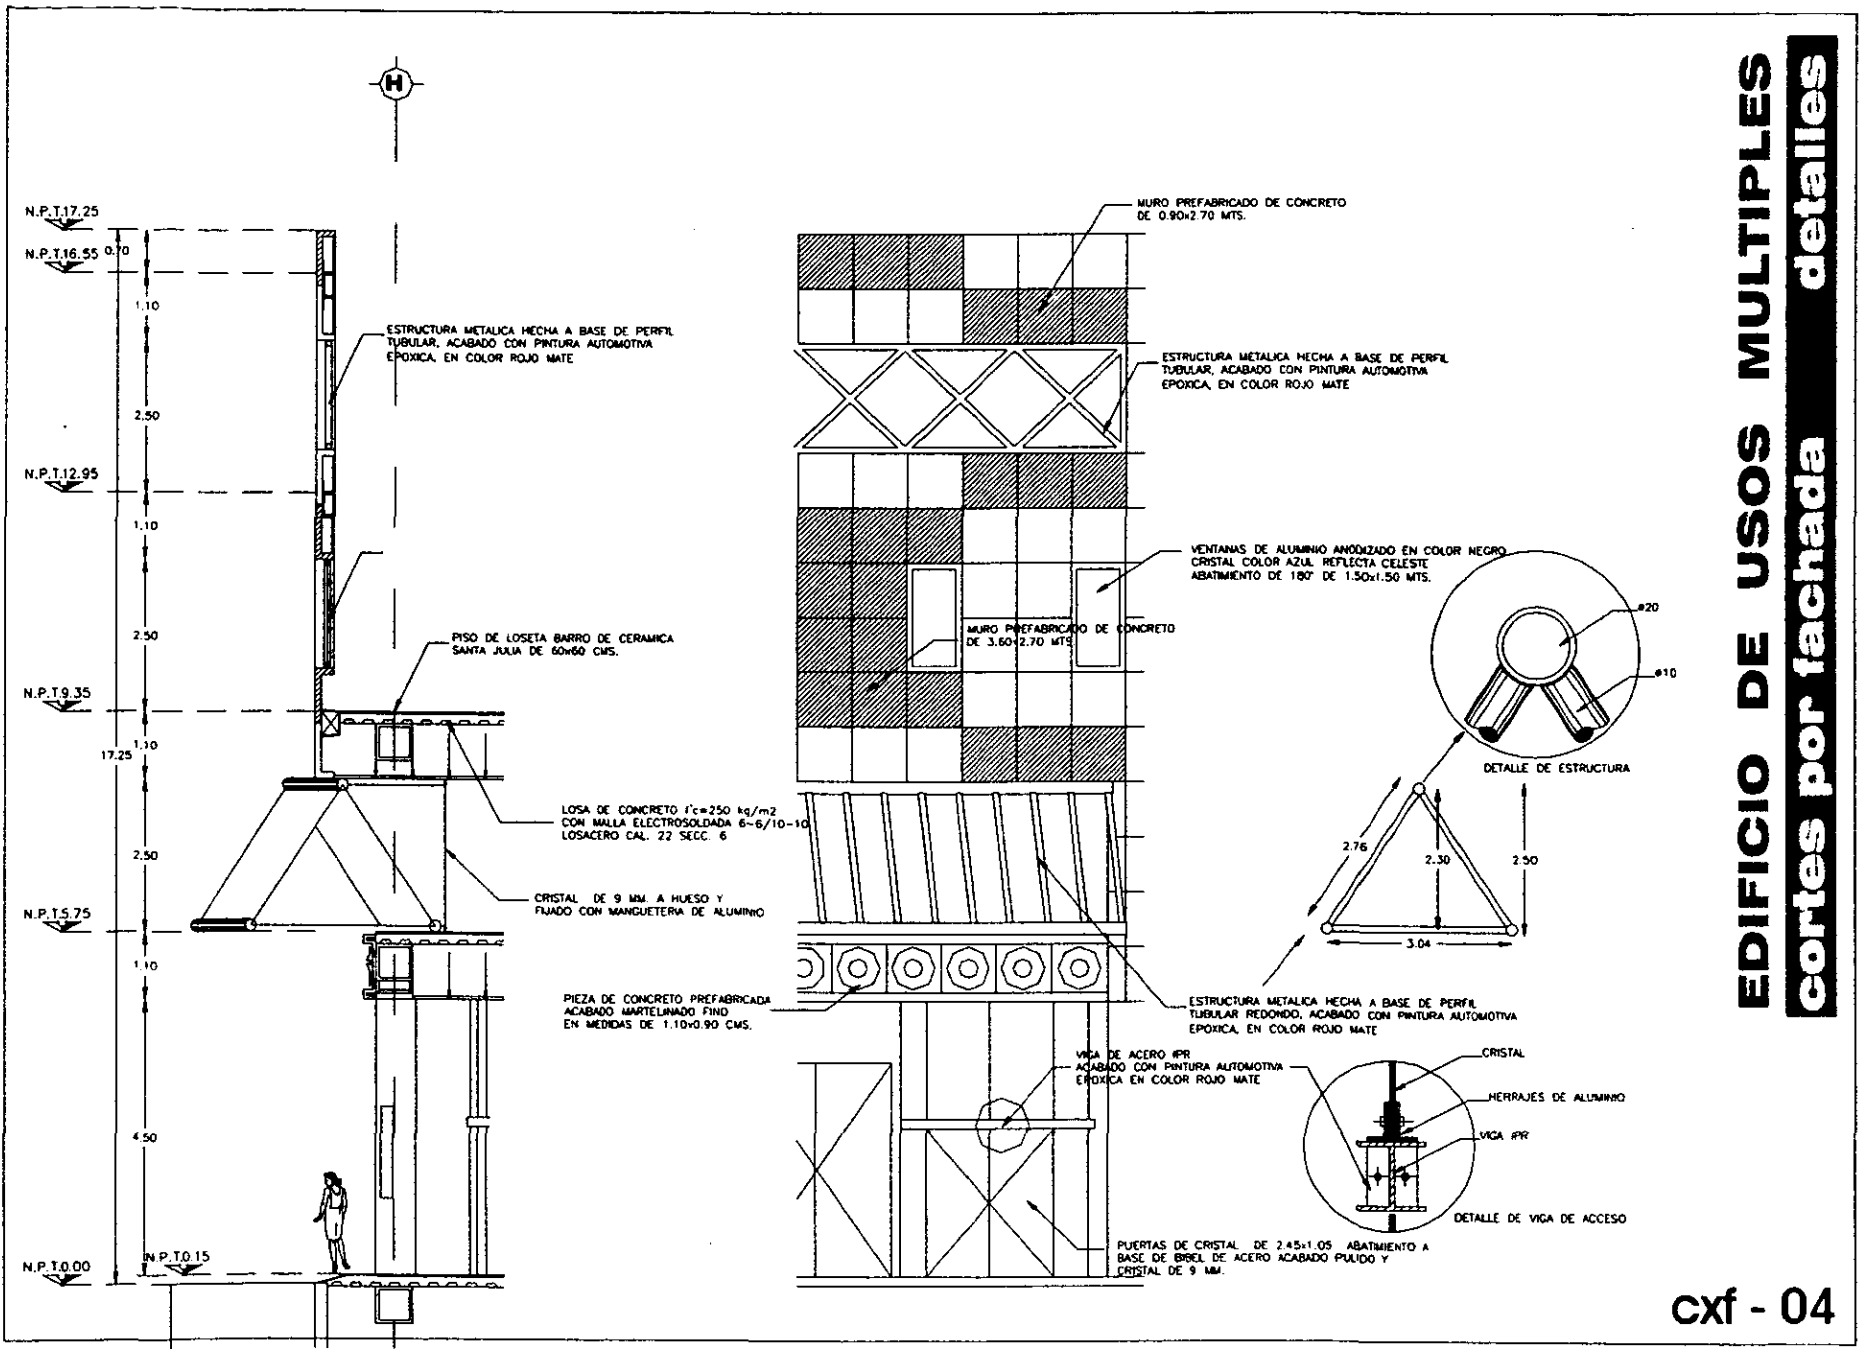 H
N.P.T.17.25
0.70
N.P.T.16.55
1.10
ESTRUCTURA METALICA HECHA A BASE DE PERFIL
TUBULAR, ACABADO CON PINTURA AUTOMOTIVA
EPOXICA, EN COLOR ROJO MATE
2.50
N.P.T.12.95
1.10
2.50
PISO DE LOSETA BARRO DE CERAMICA
SANTA JULIA DE 60x60 CMS.
N.P.T.9.35
1.10
17.25
LOSA DE CONCRETO f'c=250 kg/m2
CON MALLA ELECTROSOLDADA 6-6/10-10
LOSACERO CAL. 22 SECC. 6
2.50
CRISTAL DE 9 MM. A HUESO Y
FIJADO CON MANGUETERIA DE ALUMINIO
N.P.T.5.75
1.10
PIEZA DE CONCRETO PREFABRICADA
ACABADO MARTELINADO FINO
EN MEDIDAS DE 1.10x0.90 CMS.
4.50
N.P.T.0.15
N.P.T.0.00
MURO PREFABRICADO DE CONCRETO
DE 0.90x2.70 MTS.
ESTRUCTURA METALICA HECHA A BASE DE PERFIL
TUBULAR, ACABADO CON PINTURA AUTOMOTIVA
EPOXICA, EN COLOR ROJO MATE
VENTANAS DE ALUMINIO ANODIZADO EN COLOR NEGRO
CRISTAL COLOR AZUL REFLECTA CELESTE
ABATIMIENTO DE 180° DE 1.50x1.50 MTS.
MURO PREFABRICADO DE CONCRETO
DE 3.60x2.70 MTS
ø20
ø10
DETALLE DE ESTRUCTURA
2.76
2.30
2.50
3.04
ESTRUCTURA METALICA HECHA A BASE DE PERFIL
TUBULAR REDONDO, ACABADO CON PINTURA AUTOMOTIVA
EPOXICA, EN COLOR ROJO MATE
VIGA DE ACERO IPR
ACABADO CON PINTURA AUTOMOTIVA
EPOXICA EN COLOR ROJO MATE
CRISTAL
HERRAJES DE ALUMINIO
VIGA IPR
DETALLE DE VIGA DE ACCESO
PUERTAS DE CRISTAL DE 2.45x1.05 ABATIMIENTO A
BASE DE BIBEL DE ACERO ACABADO PULIDO Y
CRISTAL DE 9 MM.
EDIFICIO DE USOS MULTIPLES
cortes por fachada detalles
cxf - 04